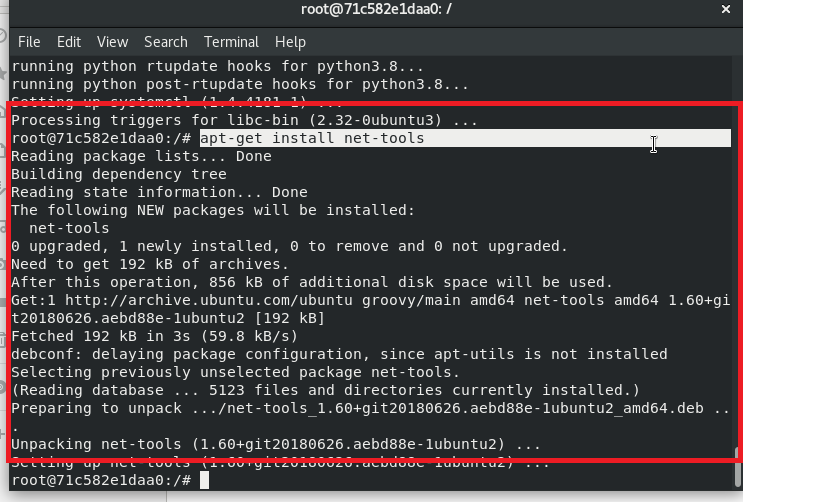 root@71c582e1daa0: /
File Edit View Search Terminal Help
running python rtupdate hooks for python3.8...
running python post-rtupdate hooks for python3.8...
Setting up systemctl (1.4.4181-1) ...
Processing triggers for libc-bin (2.32-0ubuntu3) ...
root@71c582e1daa0:/# apt-get install net-tools
Reading package lists... Done
Building dependency tree
Reading state information... Done
The following NEW packages will be installed:
  net-tools
0 upgraded, 1 newly installed, 0 to remove and 0 not upgraded.
Need to get 192 kB of archives.
After this operation, 856 kB of additional disk space will be used.
Get:1 http://archive.ubuntu.com/ubuntu groovy/main amd64 net-tools amd64 1.60+gi
t20180626.aebd88e-1ubuntu2 [192 kB]
Fetched 192 kB in 3s (59.8 kB/s)
debconf: delaying package configuration, since apt-utils is not installed
Selecting previously unselected package net-tools.
(Reading database ... 5123 files and directories currently installed.)
Preparing to unpack .../net-tools_1.60+git20180626.aebd88e-1ubuntu2_amd64.deb ..
.
Unpacking net-tools (1.60+git20180626.aebd88e-1ubuntu2) ...
Setting up net-tools (1.60+git20180626.aebd88e-1ubuntu2) ...
root@71c582e1daa0:/#